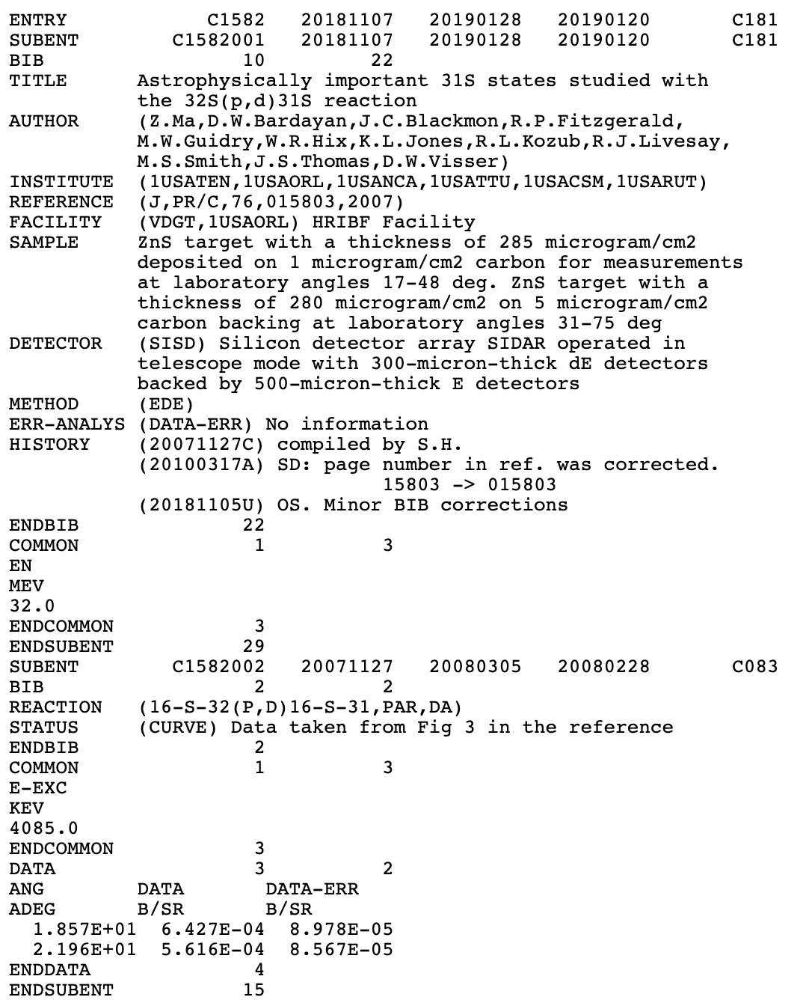 ENTRY            C1582   20181107   20190128   20190120       C181
SUBENT        C1582001   20181107   20190128   20190120       C181
BIB                 10         22
TITLE      Astrophysically important 31S states studied with
           the 32S(p,d)31S reaction
AUTHOR     (Z.Ma,D.W.Bardayan,J.C.Blackmon,R.P.Fitzgerald,
           M.W.Guidry,W.R.Hix,K.L.Jones,R.L.Kozub,R.J.Livesay,
           M.S.Smith,J.S.Thomas,D.W.Visser)
INSTITUTE  (1USATEN,1USAORL,1USANCA,1USATTU,1USACSM,1USARUT)
REFERENCE  (J,PR/C,76,015803,2007)
FACILITY   (VDGT,1USAORL) HRIBF Facility
SAMPLE     ZnS target with a thickness of 285 microgram/cm2
           deposited on 1 microgram/cm2 carbon for measurements
           at laboratory angles 17-48 deg. ZnS target with a
           thickness of 280 microgram/cm2 on 5 microgram/cm2
           carbon backing at laboratory angles 31-75 deg
DETECTOR   (SISD) Silicon detector array SIDAR operated in
           telescope mode with 300-micron-thick dE detectors
           backed by 500-micron-thick E detectors
METHOD     (EDE)
ERR-ANALYS (DATA-ERR) No information
HISTORY    (20071127C) compiled by S.H.
           (20100317A) SD: page number in ref. was corrected.
                                15803 -> 015803
           (20181105U) OS. Minor BIB corrections
ENDBIB              22
COMMON               1          3
EN
MEV
32.0
ENDCOMMON            3
ENDSUBENT           29
SUBENT        C1582002   20071127   20080305   20080228       C083
BIB                  2          2
REACTION   (16-S-32(P,D)16-S-31,PAR,DA)
STATUS     (CURVE) Data taken from Fig 3 in the reference
ENDBIB               2
COMMON               1          3
E-EXC
KEV
4085.0
ENDCOMMON            3
DATA                 3          2
ANG        DATA       DATA-ERR
ADEG       B/SR       B/SR
  1.857E+01  6.427E-04  8.978E-05
  2.196E+01  5.616E-04  8.567E-05
ENDDATA              4
ENDSUBENT           15